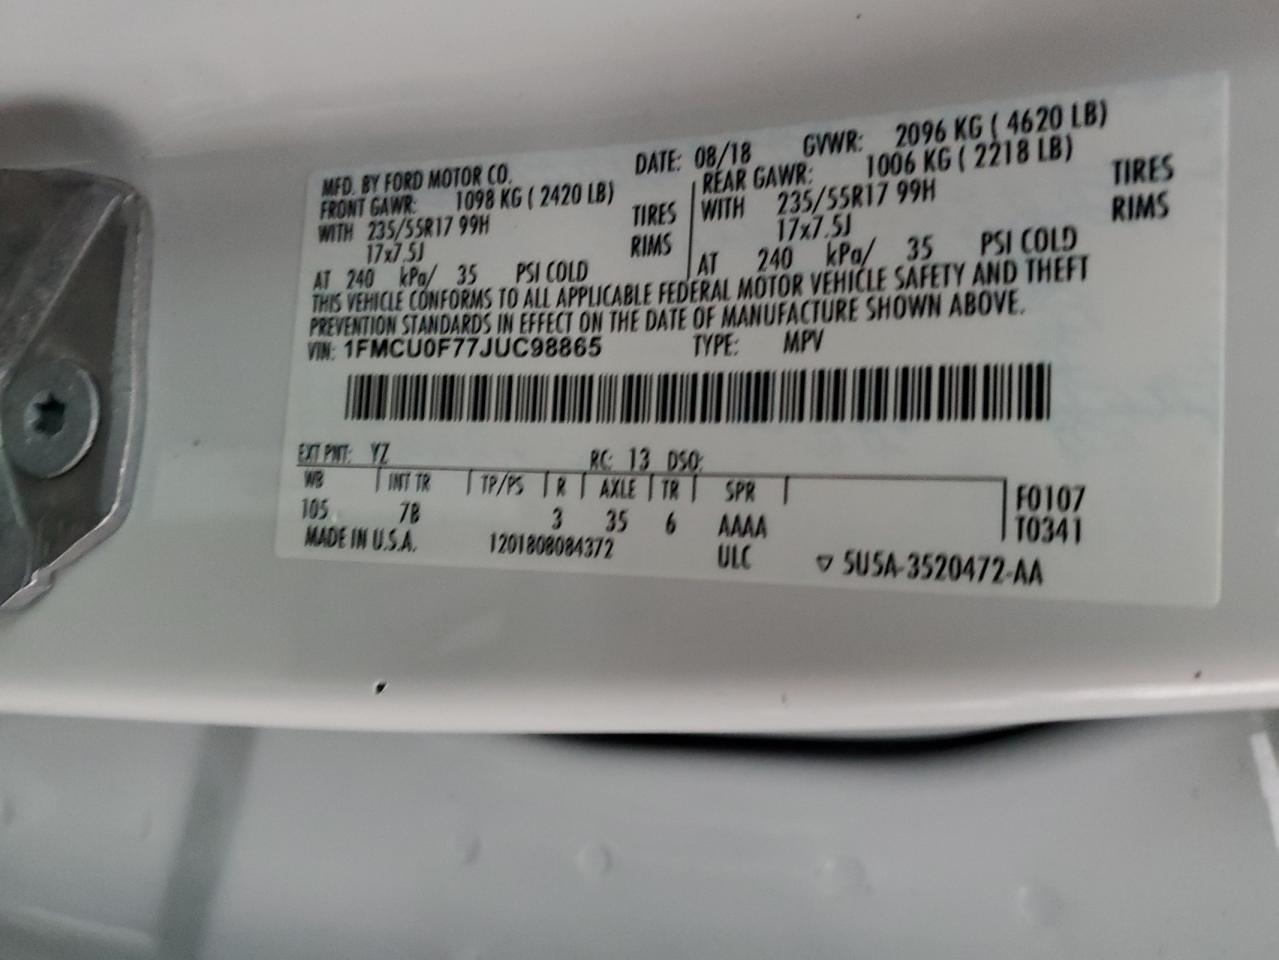 MFD. BY FORD MOTOR CO. DATE: 08/18 GVWR: 2096 KG ( 4620 LB)
FRONT GAWR: 1098 KG ( 2420 LB) REAR GAWR: 1006 KG ( 2218 LB)
WITH 235/55R17 99H TIRES WITH 235/55R17 99H TIRES
17x7.5J RIMS 17x7.5J RIMS
AT 240 kPa/ 35 PSI COLD AT 240 kPa/ 35 PSI COLD
THIS VEHICLE CONFORMS TO ALL APPLICABLE FEDERAL MOTOR VEHICLE SAFETY AND THEFT
PREVENTION STANDARDS IN EFFECT ON THE DATE OF MANUFACTURE SHOWN ABOVE.
VIN: 1FMCU0F77JUC98865 TYPE: MPV
EXT PNT: YZ RC: 13 DSO:
WB INT TR TP/PS R AXLE TR SPR F0107
105 7B 3 35 6 AAAA T0341
MADE IN U.S.A. 1201808084372 ULC ▽ 5U5A-3520472-AA